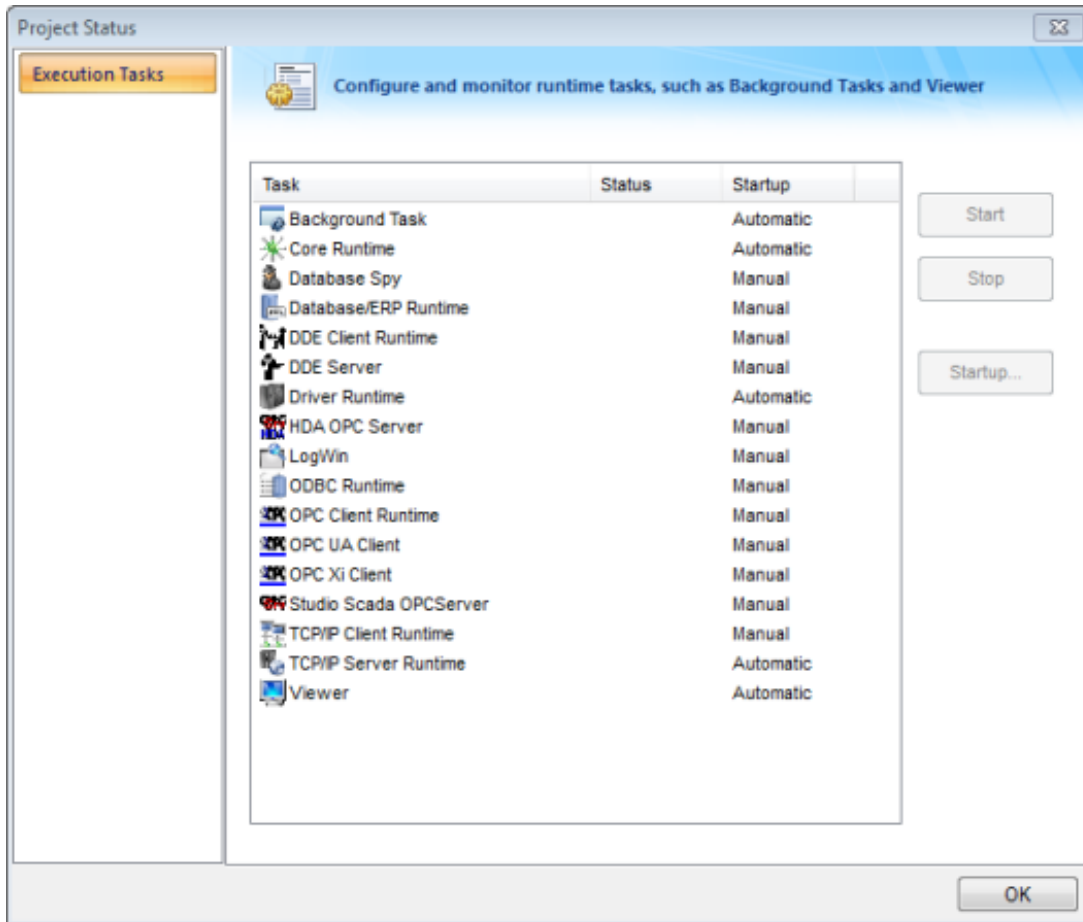 Project Status
Execution Tasks
Configure and monitor runtime tasks, such as Background Tasks and Viewer
Task Status Startup
Background Task Automatic
Core Runtime Automatic
Database Spy Manual
Database/ERP Runtime Manual
DDE Client Runtime Manual
DDE Server Manual
Driver Runtime Automatic
HDA OPC Server Manual
LogWin Manual
ODBC Runtime Manual
OPC Client Runtime Manual
OPC UA Client Manual
OPC Xi Client Manual
Studio Scada OPCServer Manual
TCP/IP Client Runtime Manual
TCP/IP Server Runtime Automatic
Viewer Automatic
Start
Stop
Startup...
OK